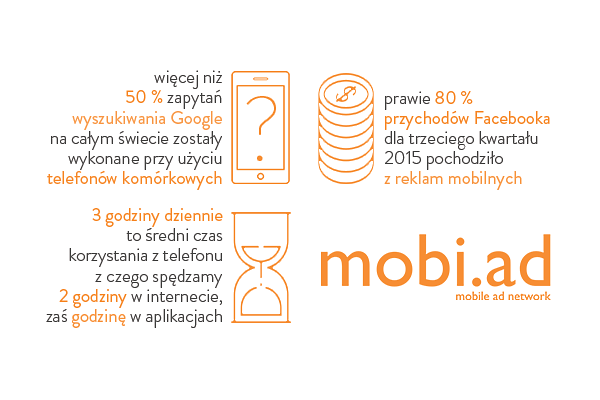 więcej niż
50 % zapytań
wyszukiwania Google
na całym świecie zostały
wykonane przy użyciu
telefonów komórkowych
?
$
prawie 80 %
przychodów Facebooka
dla trzeciego kwartału
2015 pochodziło
z reklam mobilnych
3 godziny dziennie
to średni czas
korzystania z telefonu
z czego spędzamy
2 godziny w internecie,
zaś godzinę w aplikacjach
mobi.ad
mobile ad network